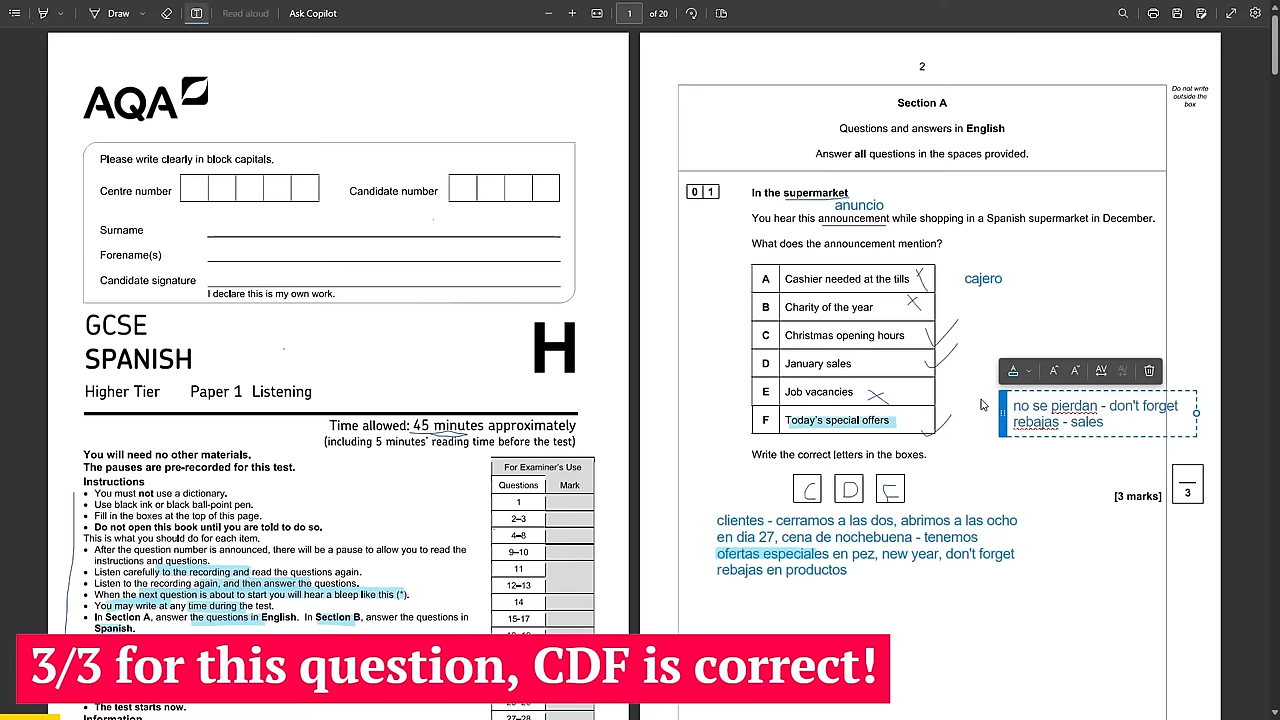 Draw
Read aloud
Ask Copilot
1 of 20
AQA
Please write clearly in block capitals.
Centre number
Candidate number
Surname
Forename(s)
Candidate signature
I declare this is my own work.
GCSE
SPANISH
H
Higher Tier Paper 1 Listening
Time allowed: 45 minutes approximately
(including 5 minutes' reading time before the test)
You will need no other materials.
The pauses are pre-recorded for this test.
Instructions
• You must not use a dictionary.
• Use black ink or black ball-point pen.
• Fill in the boxes at the top of this page.
• Do not open this book until you are told to do so.
This is what you should do for each item.
• After the question number is announced, there will be a pause to allow you to read the
instructions and questions.
• Listen carefully to the recording and read the questions again.
• Listen to the recording again, and then answer the questions.
• When the next question is about to start you will hear a bleep like this (*).
• You may write at any time during the test.
• In Section A, answer the questions in English. In Section B, answer the questions in
Spanish.
• The test starts now.
Information
For Examiner's Use
Questions Mark
1
2–3
4–8
9–10
11
12–13
14
15-17
27–28
2
Do not write
outside the
box
Section A
Questions and answers in English
Answer all questions in the spaces provided.
0 1
In the supermarket
anuncio
You hear this announcement while shopping in a Spanish supermarket in December.
What does the announcement mention?
A Cashier needed at the tills
cajero
B Charity of the year
C Christmas opening hours
D January sales
E Job vacancies
F Today's special offers
no se pierdan - don't forget
rebajas - sales
Write the correct letters in the boxes.
C D F
[3 marks]
3
clientes - cerramos a las dos, abrimos a las ocho
en dia 27, cena de nochebuena - tenemos
ofertas especiales en pez, new year, don't forget
rebajas en productos
3/3 for this question, CDF is correct!